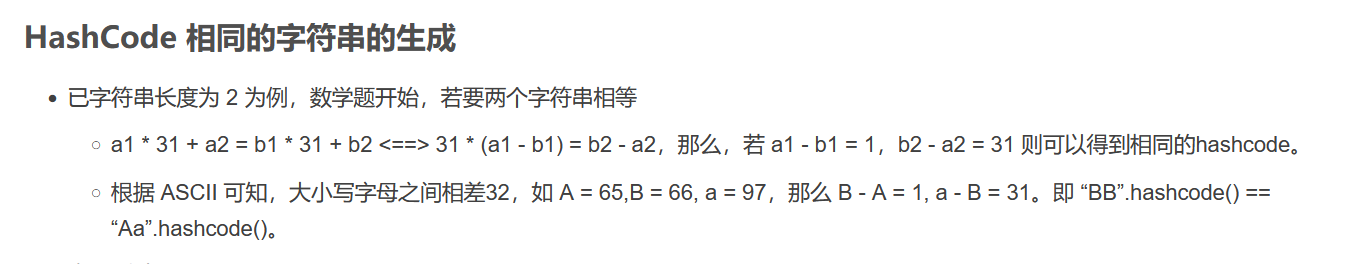 HashCode 相同的字符串的生成
已字符串长度为 2 为例，数学题开始，若要两个字符串相等
a1 * 31 + a2 = b1 * 31 + b2 <==> 31 * (a1 - b1) = b2 - a2，那么，若 a1 - b1 = 1，b2 - a2 = 31 则可以得到相同的hashcode。
根据 ASCII 可知，大小写字母之间相差32，如 A = 65,B = 66, a = 97，那么 B - A = 1, a - B = 31。即 “BB”.hashcode() ==
“Aa”.hashcode()。